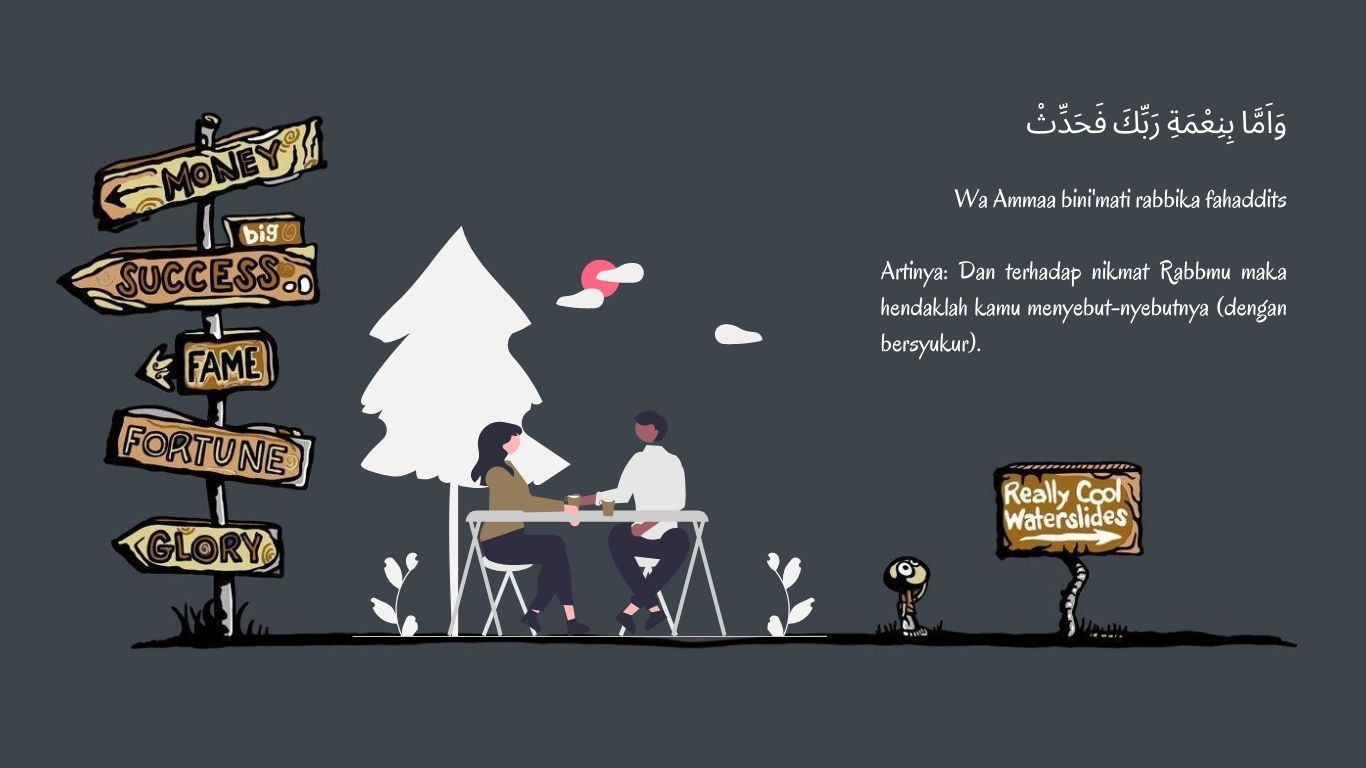 MONEY
big
SUCCESS
FAME
FORTUNE
GLORY
وَاَمَّا بِنِعْمَةِ رَبِّكَ فَحَدِّثْ
Wa Ammaa bini'mati rabbika fahaddits
Artinya: Dan terhadap nikmat Rabbmu maka
hendaklah kamu menyebut-nyebutnya (dengan
bersyukur).
Really Cool
Waterslides